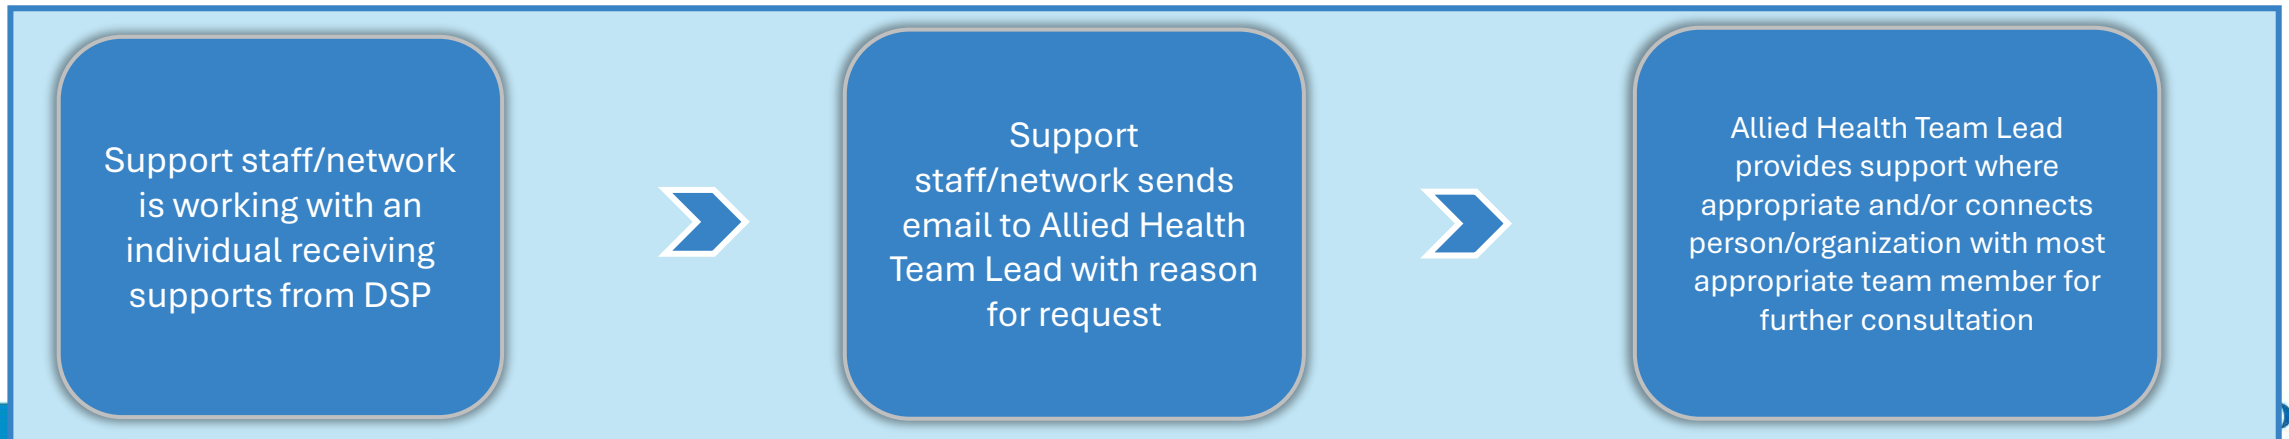 Support staff/network
is working with an
individual receiving
supports from DSP
Support
staff/network sends
email to Allied Health
Team Lead with reason
for request
Allied Health Team Lead
provides support where
appropriate and/or connects
person/organization with most
appropriate team member for
further consultation